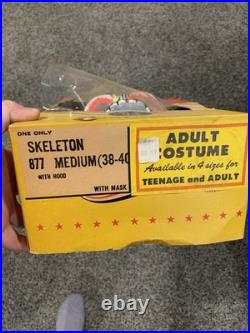 ONE ONLY
SKELETON
877 MEDIUM(38-40
WITH HOOD
WITH MASK
ADULT
COSTUME
Available in 4 sizes for
TEENAGE and ADULT